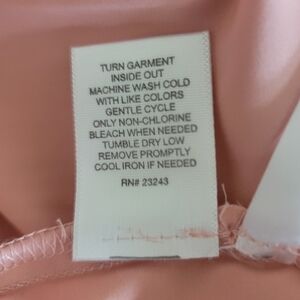 TURN GARMENT
INSIDE OUT
MACHINE WASH COLD
WITH LIKE COLORS
GENTLE CYCLE
ONLY NON-CHLORINE
BLEACH WHEN NEEDED
TUMBLE DRY LOW
REMOVE PROMPTLY
COOL IRON IF NEEDED
RN# 23243